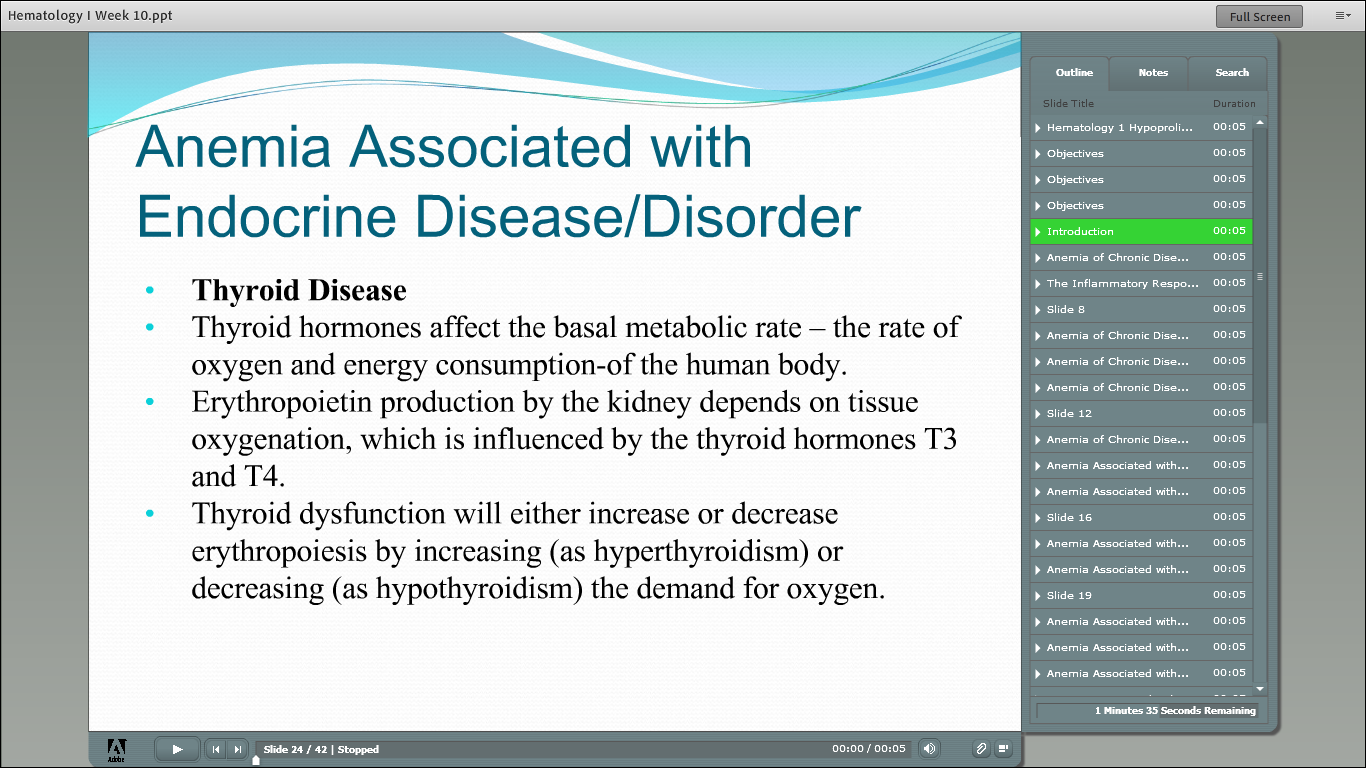 Hematology I Week 10.ppt
Full Screen
Anemia Associated with
Endocrine Disease/Disorder
• Thyroid Disease
• Thyroid hormones affect the basal metabolic rate – the rate of
oxygen and energy consumption-of the human body.
• Erythropoietin production by the kidney depends on tissue
oxygenation, which is influenced by the thyroid hormones T3
and T4.
• Thyroid dysfunction will either increase or decrease
erythropoiesis by increasing (as hyperthyroidism) or
decreasing (as hypothyroidism) the demand for oxygen.
Outline Notes Search
Slide Title Duration
Hematology 1 Hypoproli... 00:05
Objectives 00:05
Objectives 00:05
Objectives 00:05
Introduction 00:05
Anemia of Chronic Dise... 00:05
The Inflammatory Respo... 00:05
Slide 8 00:05
Anemia of Chronic Dise... 00:05
Anemia of Chronic Dise... 00:05
Anemia of Chronic Dise... 00:05
Slide 12 00:05
Anemia of Chronic Dise... 00:05
Anemia Associated with... 00:05
Anemia Associated with... 00:05
Slide 16 00:05
Anemia Associated with... 00:05
Anemia Associated with... 00:05
Slide 19 00:05
Anemia Associated with... 00:05
Anemia Associated with... 00:05
Anemia Associated with... 00:05
1 Minutes 35 Seconds Remaining
Adobe
Slide 24 / 42 | Stopped 00:00 / 00:05